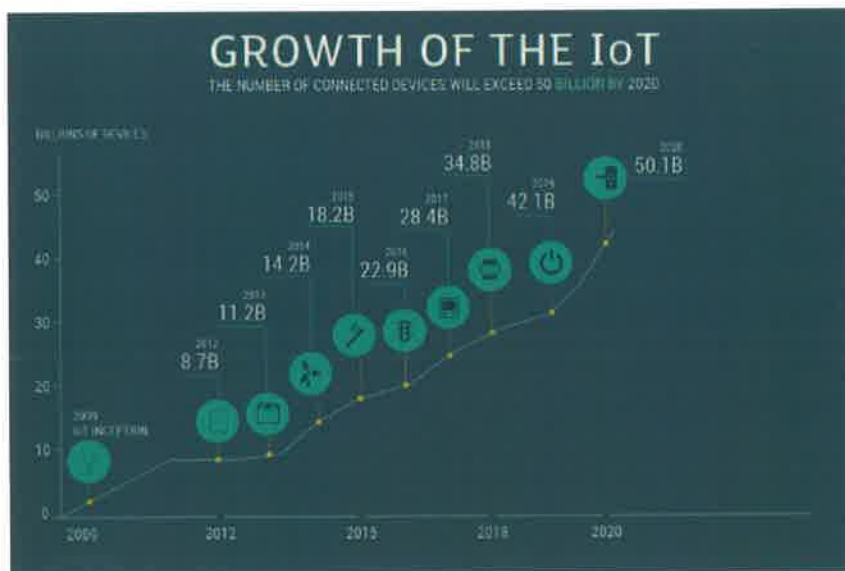 GROWTH OF THE IoT
THE NUMBER OF CONNECTED DEVICES WILL EXCEED 50 BILLION BY 2020
BILLIONS OF DEVICES
50
40
30
20
10
0
2009
IoT INCEPTION
2012
8.7B
2013
11.2B
2014
14.2B
2015
18.2B
2016
22.9B
2017
28.4B
2018
34.8B
2019
42.1B
2020
50.1B
2009
2012
2015
2018
2020